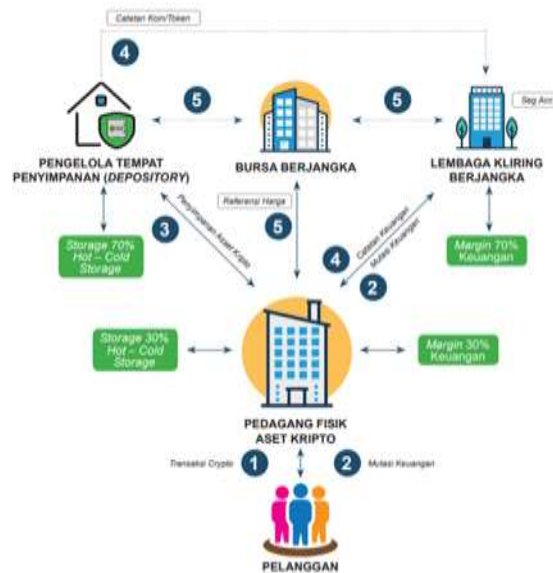 Catatan Koin/Token
4
5
5
Seg Acc
PENGELOLA TEMPAT
PENYIMPANAN (DEPOSITORY)
BURSA BERJANGKA
LEMBAGA KLIRING
BERJANGKA
Referensi Harga
5
Penyimpanan Asset Kripto
3
Catatan Keuangan
Mutasi Keuangan
4
2
Storage 70%
Hot – Cold
Storage
Margin 70%
Keuangan
Storage 30%
Hot – Cold
Storage
Margin 30%
Keuangan
PEDAGANG FISIK
ASET KRIPTO
Transaksi Crypto
1
2
Mutasi Keuangan
PELANGGAN